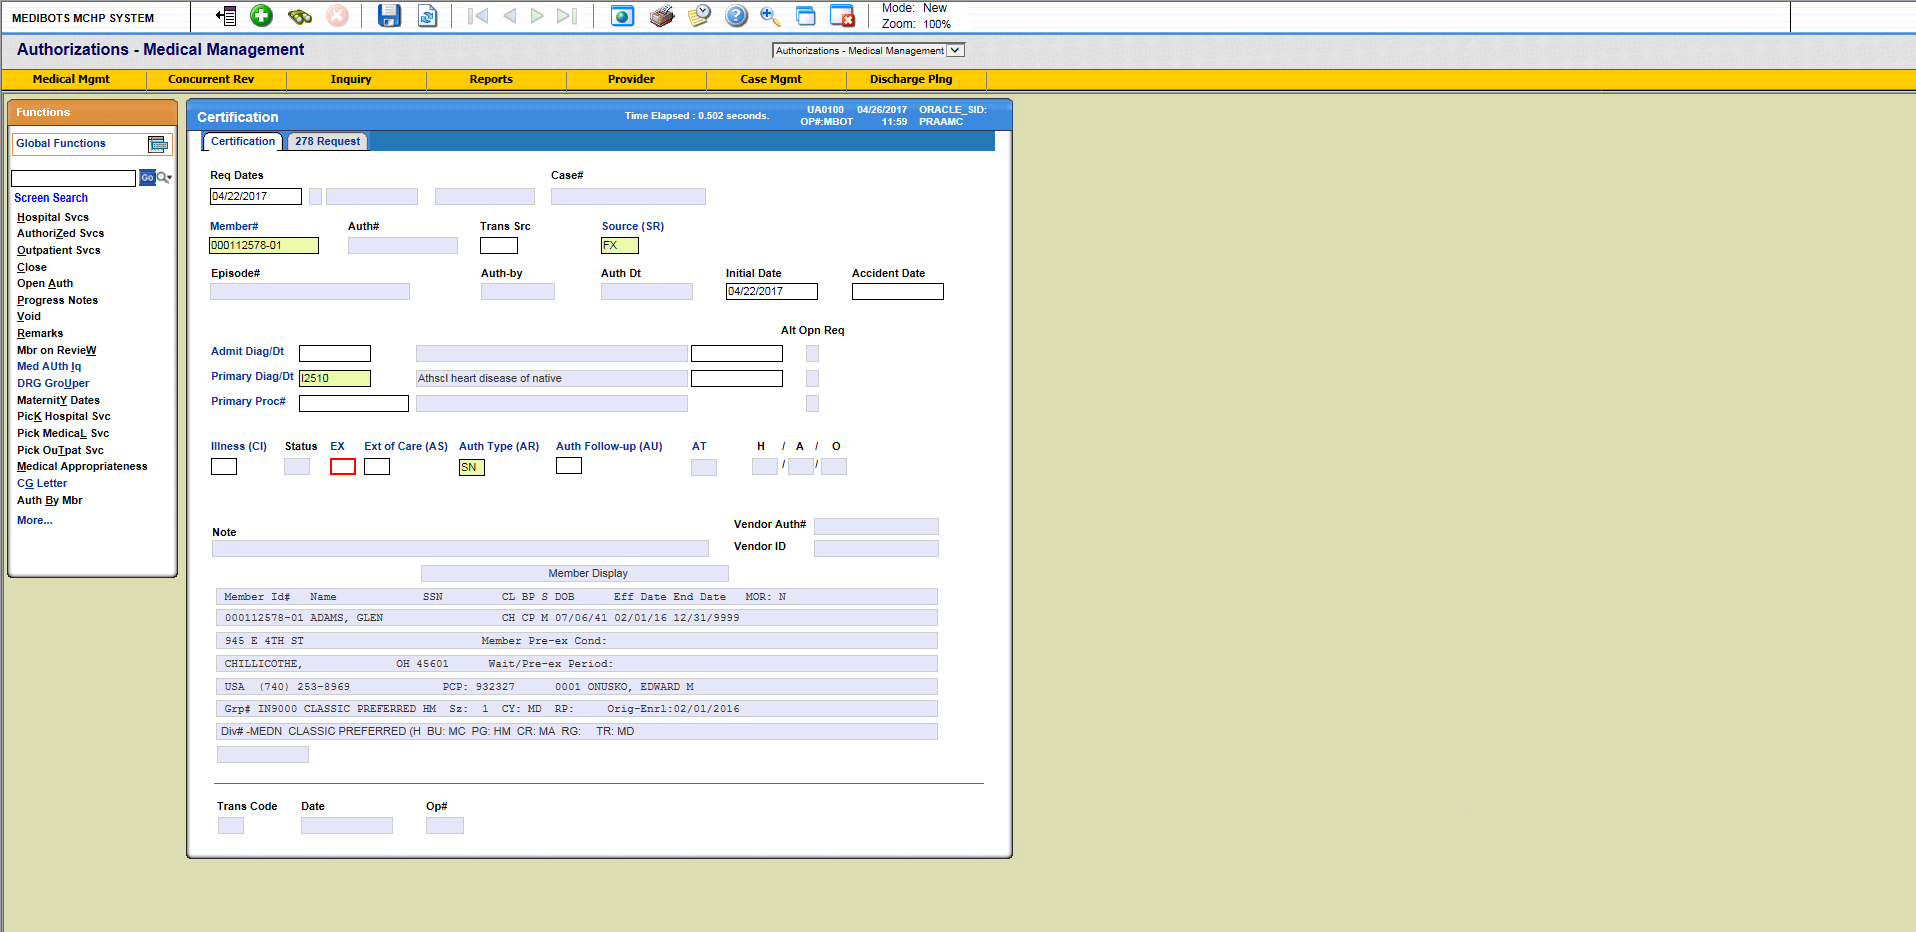 MEDIBOTS MCHP SYSTEM
Mode: New
Zoom: 100%
Authorizations - Medical Management
Authorizations - Medical Management
Medical Mgmt Concurrent Rev Inquiry Reports Provider Case Mgmt Discharge Plng
Functions
Global Functions
Go
Screen Search
Hospital Svcs
AuthoriZed Svcs
Outpatient Svcs
Close
Open Auth
Progress Notes
Void
Remarks
Mbr on RevieW
Med AUth Iq
DRG GroUper
MaternitY Dates
PicK Hospital Svc
Pick MedicaL Svc
Pick OuTpat Svc
Medical Appropriateness
CG Letter
Auth By Mbr
More...
Certification
Time Elapsed : 0.502 seconds.
UA0100 04/26/2017 ORACLE_SID:
OP#:MBOT 11:59 PRAAMC
Certification 278 Request
Req Dates Case#
04/22/2017
Member# Auth# Trans Src Source (SR)
000112578-01 FX
Episode# Auth-by Auth Dt Initial Date Accident Date
04/22/2017
Alt Opn Req
Admit Diag/Dt
Primary Diag/Dt I2510 Athscl heart disease of native
Primary Proc#
Illness (CI) Status EX Ext of Care (AS) Auth Type (AR) Auth Follow-up (AU) AT H / A / O
SN / /
Vendor Auth#
Note
Vendor ID
Member Display
Member Id# Name SSN CL BP S DOB Eff Date End Date MOR: N
000112578-01 ADAMS, GLEN CH CP M 07/06/41 02/01/16 12/31/9999
945 E 4TH ST Member Pre-ex Cond:
CHILLICOTHE, OH 45601 Wait/Pre-ex Period:
USA (740) 253-8969 PCP: 932327 0001 ONUSKO, EDWARD M
Grp# IN9000 CLASSIC PREFERRED HM Sz: 1 CY: MD RP: Orig-Enrl:02/01/2016
Div# -MEDN CLASSIC PREFERRED (H BU: MC PG: HM CR: MA RG: TR: MD
Trans Code Date Op#